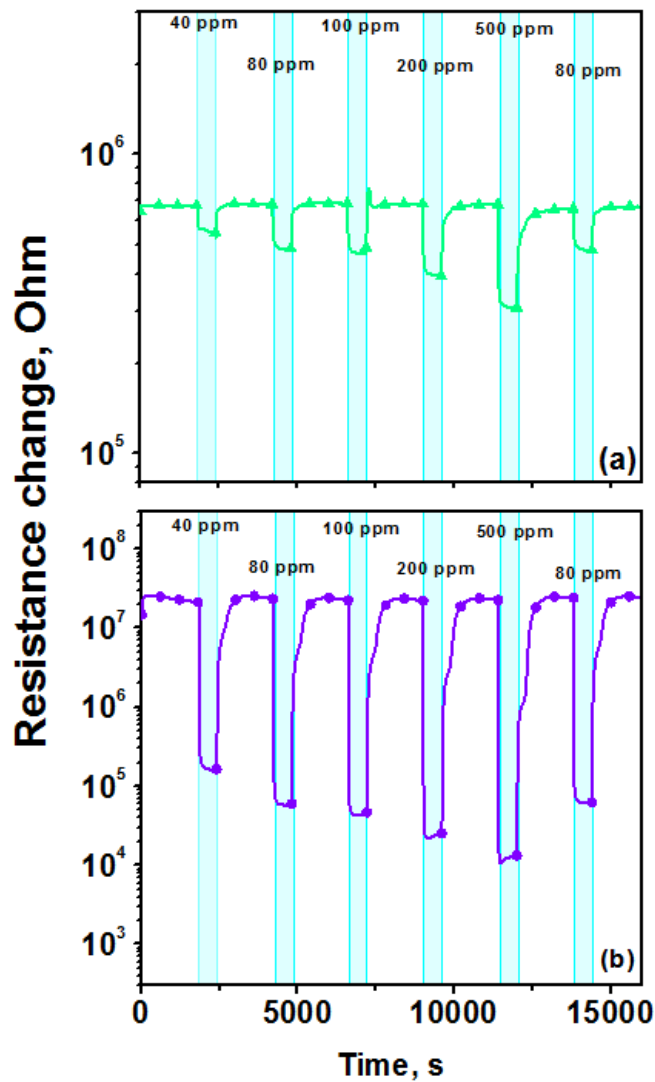 40 ppm
100 ppm
500 ppm
80 ppm
200 ppm
80 ppm
10⁶
10⁵
(a)
Resistance change, Ohm
40 ppm
100 ppm
500 ppm
80 ppm
200 ppm
80 ppm
10⁸
10⁷
10⁶
10⁵
10⁴
10³
(b)
0 5000 10000 15000
Time, s